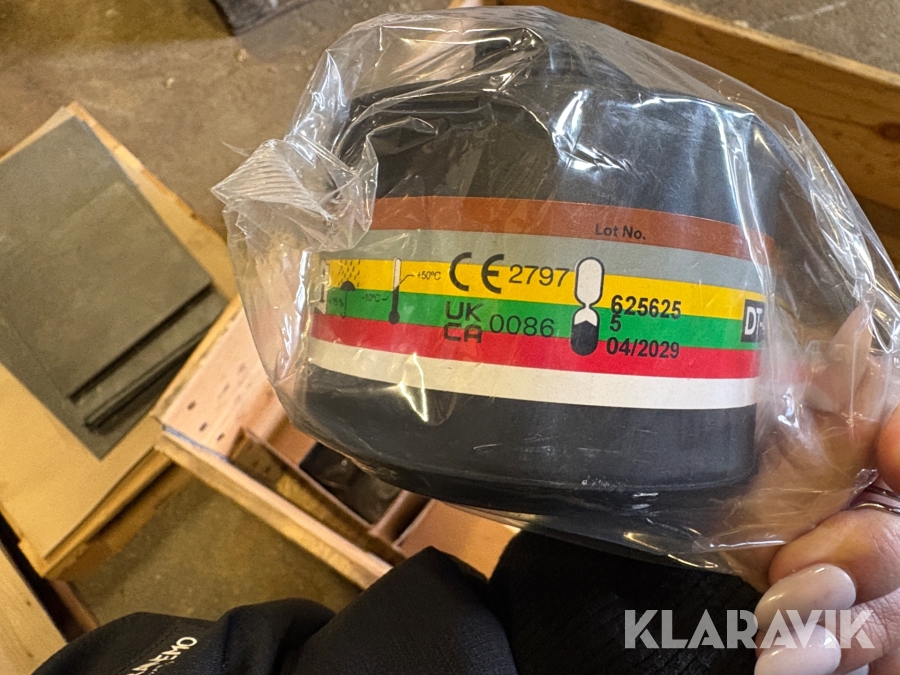 Lot No.
+50°C
-10°C
CE 2797
UK
CA 0086
625625
5
04/2029
DT-
KLARAVIK